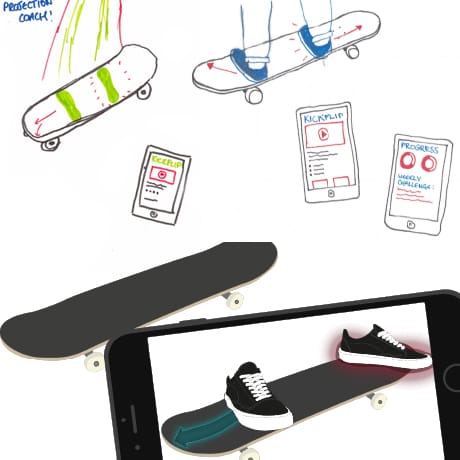 PROJECTION
COACH!
KICKFLIP
KICKFLIP
PROGRESS
WEEKLY
CHALLENGE: